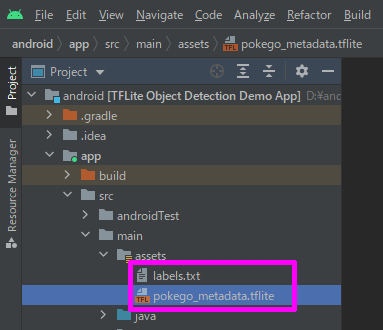 File Edit View Navigate Code Analyze Refactor Build
android app src main assets pokego_metadata.tflite
Project
Project
android [TFLite Object Detection Demo App] D:¥anc
.gradle
.idea
app
build
src
androidTest
main
assets
labels.txt
TFL pokego_metadata.tflite
java
Resource Manager